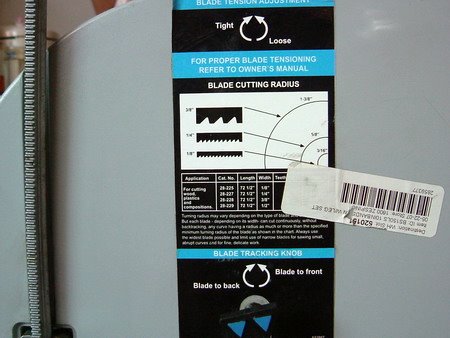 BLADE TENSION ADJUSTMENT
Tight
Loose
FOR PROPER BLADE TENSIONING
REFER TO OWNER'S MANUAL
BLADE CUTTING RADIUS
1-3/8"
3/8"
5/8"
1/4"
3/16"
1/8"
Application Cat. No. Length Width Teeth
For cutting
wood,
plastics
and
compositions.
28-225 72 1/2" 1/8"
28-227 72 1/2" 1/4"
28-228 72 1/2" 3/8"
28-229 72 1/2" 1/2"
Turning radius may vary depending on the type of blade
But each blade - depending on its width- can cut continuously, without
backtracking, any curve having a radius as much or more than the specified
minimum turning radius of the blade as shown in the chart. Always use
the widest blade possible and limit use of narrow blades for sawing small,
abrupt curves and for fine, delicate work.
BLADE TRACKING KNOB
Blade to front
Blade to back